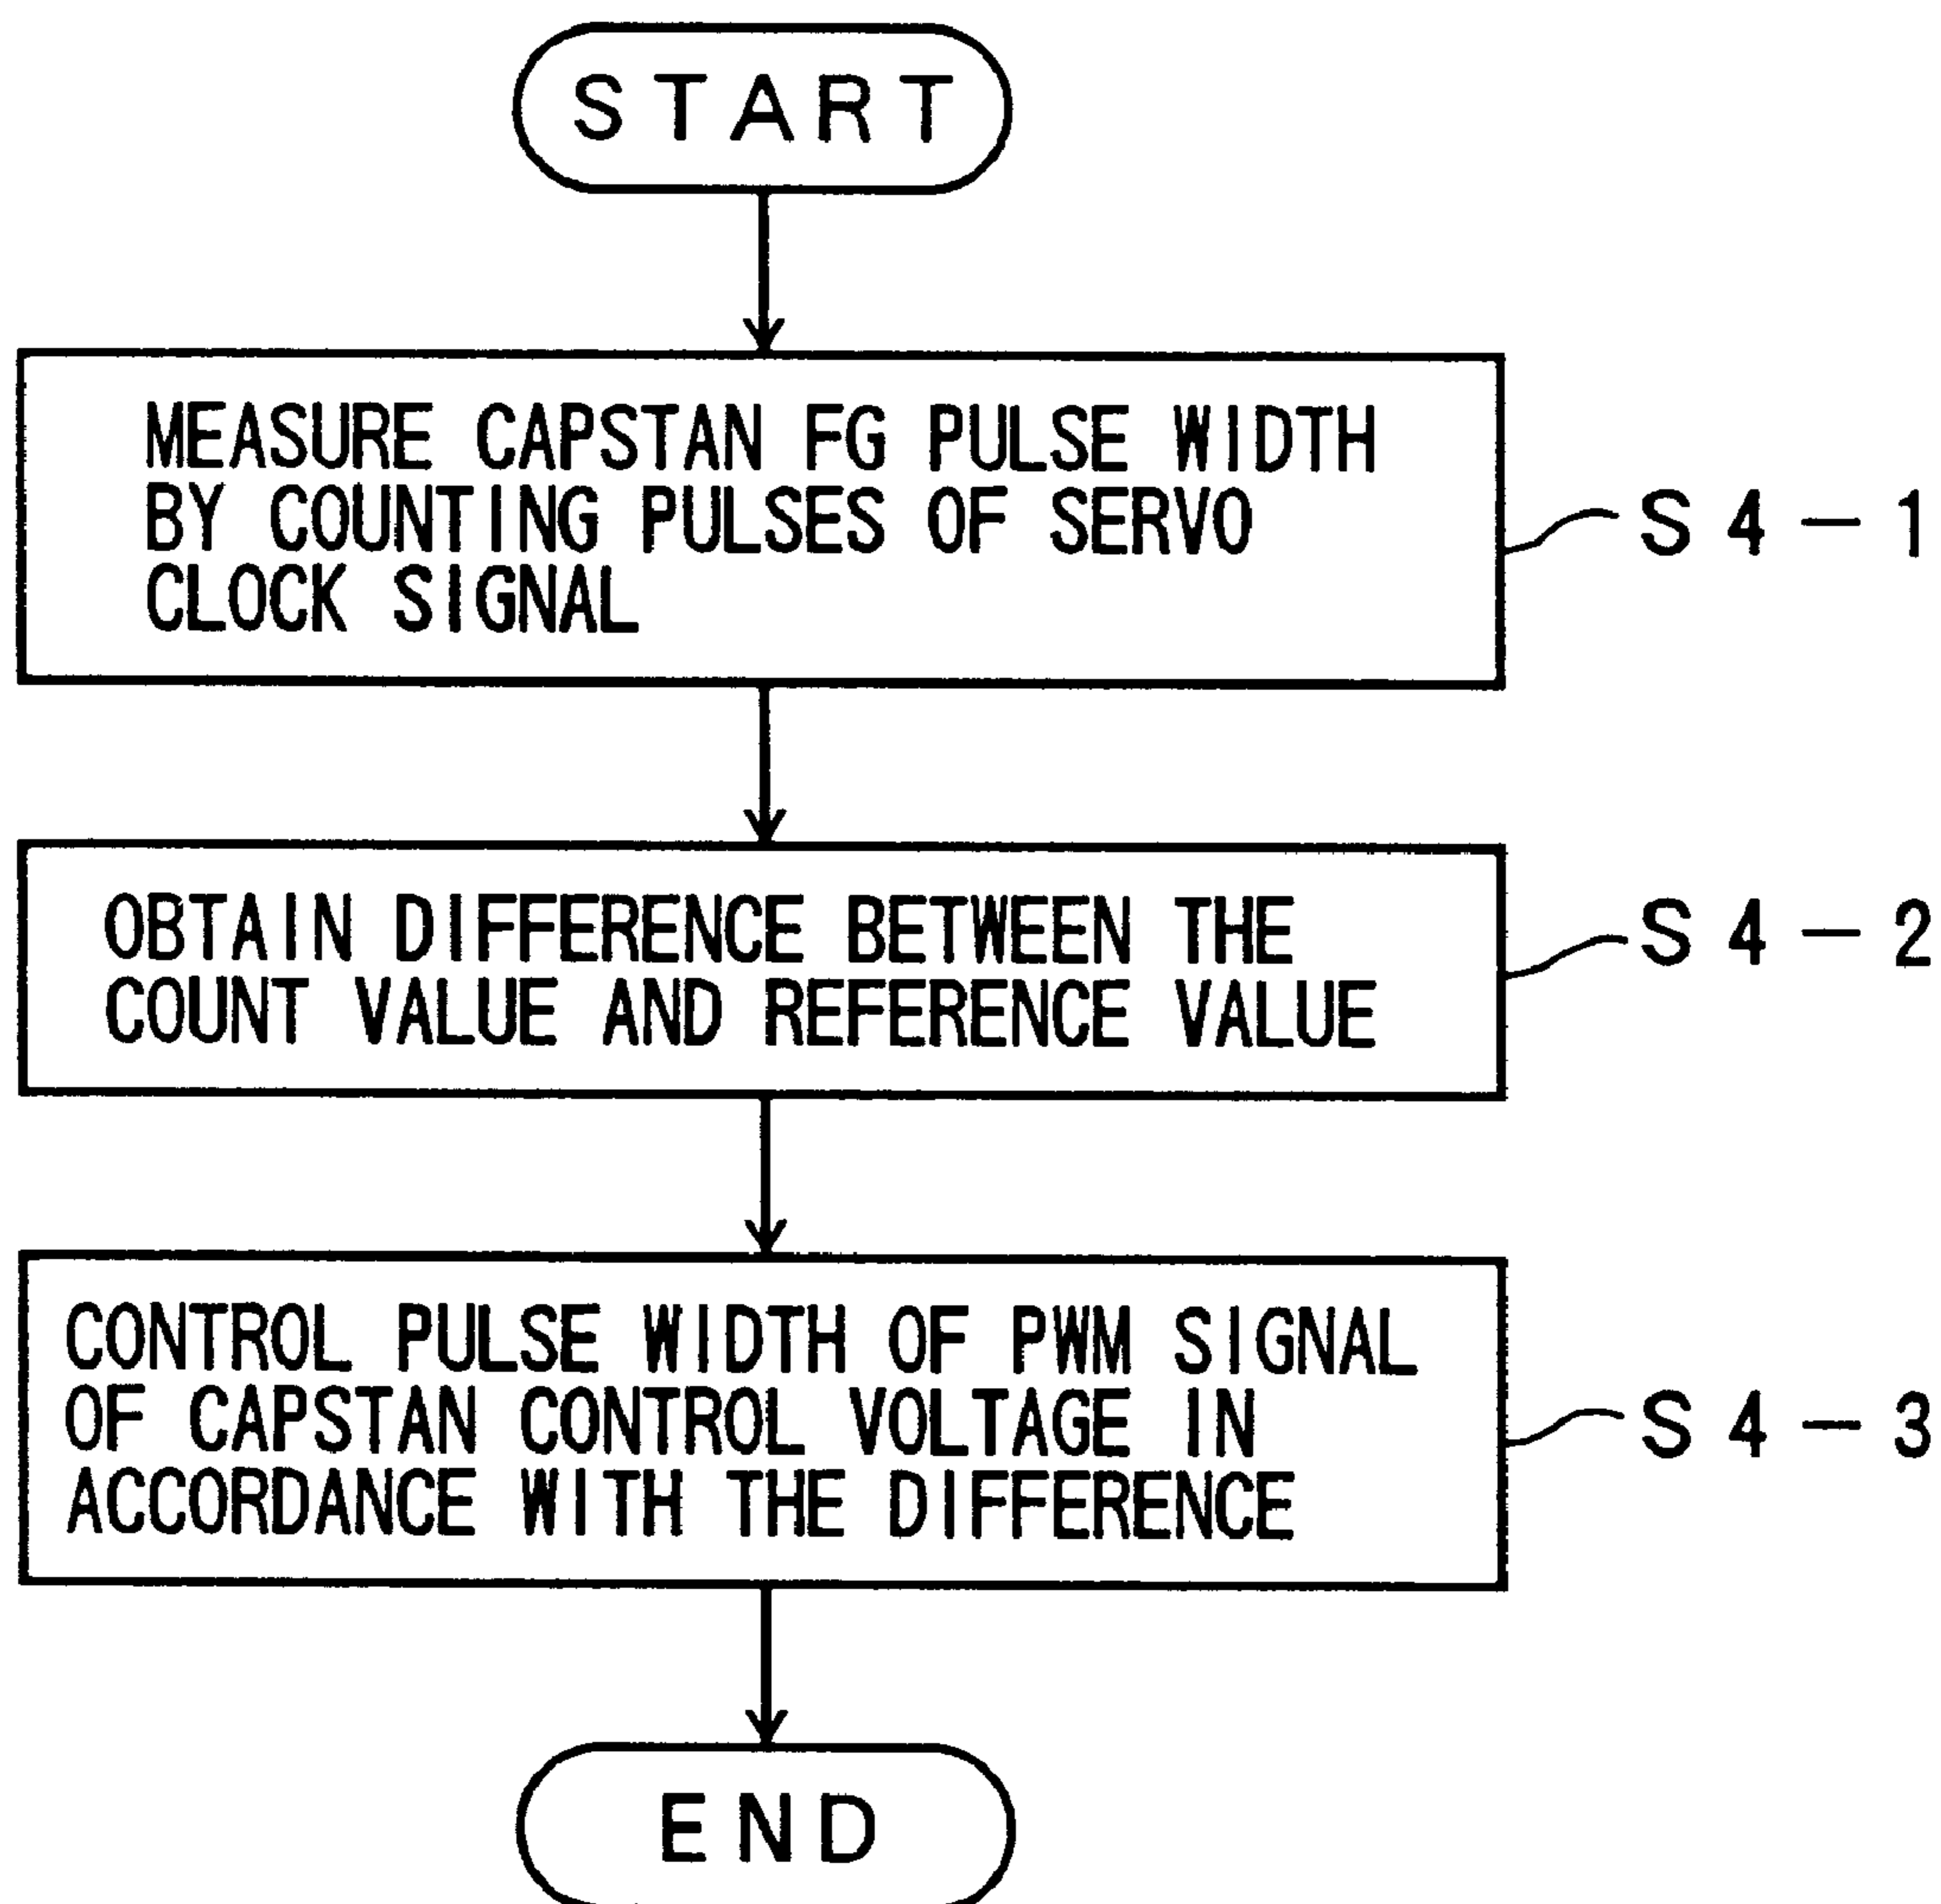 START
MEASURE CAPSTAN FG PULSE WIDTH
BY COUNTING PULSES OF SERVO
CLOCK SIGNAL
S4-1
OBTAIN DIFFERENCE BETWEEN THE
COUNT VALUE AND REFERENCE VALUE
S4-2
CONTROL PULSE WIDTH OF PWM SIGNAL
OF CAPSTAN CONTROL VOLTAGE IN
ACCORDANCE WITH THE DIFFERENCE
S4-3
END